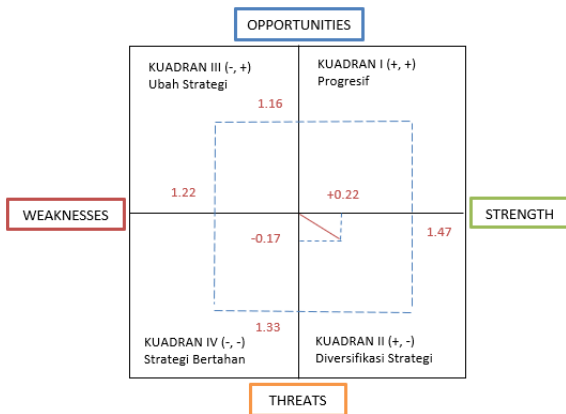 OPPORTUNITIES
KUADRAN III (-, +)
Ubah Strategi
KUADRAN I (+, +)
Progresif
1.16
1.22
+0.22
WEAKNESSES
STRENGTH
-0.17
1.47
1.33
KUADRAN IV (-, -)
Strategi Bertahan
KUADRAN II (+, -)
Diversifikasi Strategi
THREATS